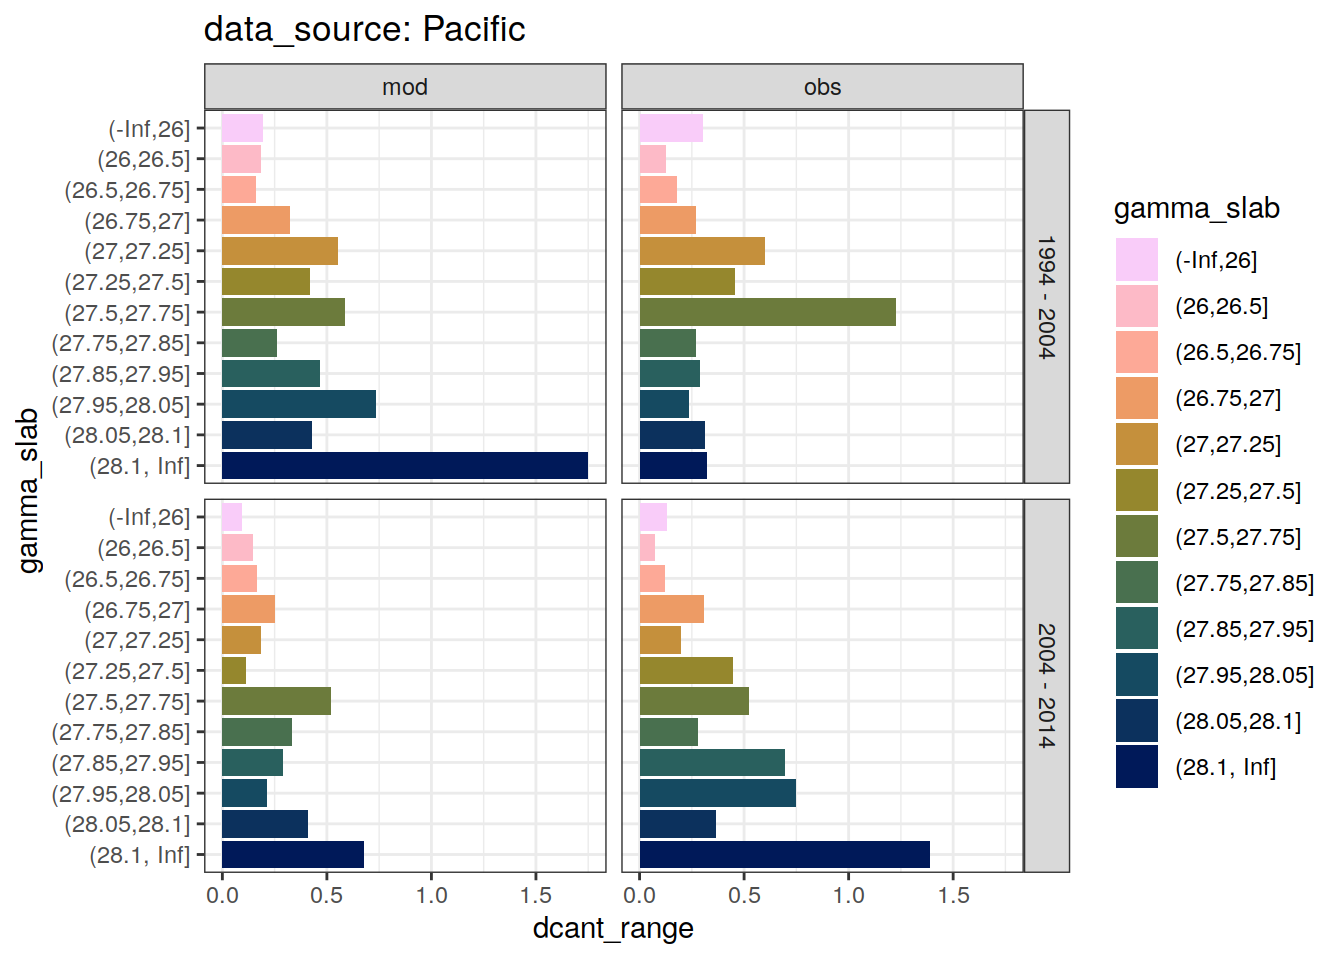 data_source: Pacific
mod
obs
(-Inf,26]
(26,26.5]
(26.5,26.75]
(26.75,27]
(27,27.25]
(27.25,27.5]
(27.5,27.75]
(27.75,27.85]
(27.85,27.95]
(27.95,28.05]
(28.05,28.1]
(28.1, Inf]
1994 - 2004
(-Inf,26]
(26,26.5]
(26.5,26.75]
(26.75,27]
(27,27.25]
(27.25,27.5]
(27.5,27.75]
(27.75,27.85]
(27.85,27.95]
(27.95,28.05]
(28.05,28.1]
(28.1, Inf]
2004 - 2014
gamma_slab
0.0 0.5 1.0 1.5
0.0 0.5 1.0 1.5
dcant_range
gamma_slab
(-Inf,26]
(26,26.5]
(26.5,26.75]
(26.75,27]
(27,27.25]
(27.25,27.5]
(27.5,27.75]
(27.75,27.85]
(27.85,27.95]
(27.95,28.05]
(28.05,28.1]
(28.1, Inf]